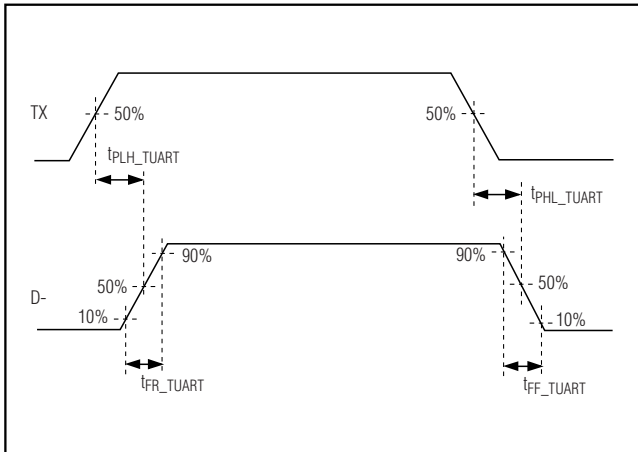 TX
50%
50%
tPLH_TUART
tPHL_TUART
90%
90%
50%
50%
D-
10%
10%
tFR_TUART
tFF_TUART